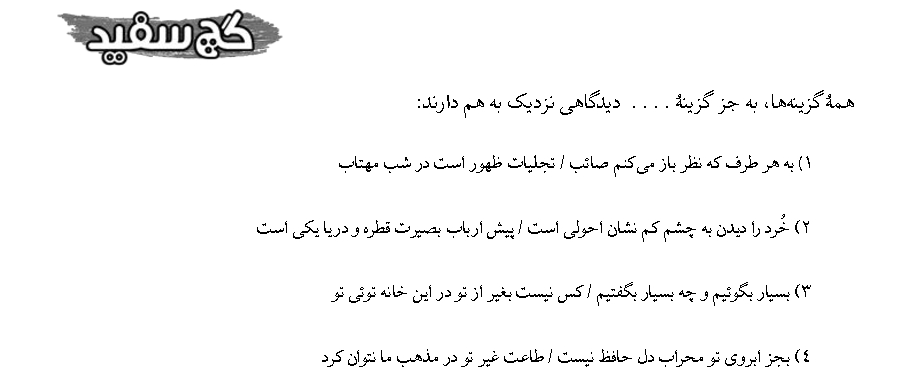 گچ سفید
همهٔ گزینه‌ها، به جز گزینهٔ . . . . دیدگاهی نزدیک به هم دارند:
۱) به هر طرف که نظر باز می‌کنم صائب / تجلیات ظهور است در شب مهتاب
۲) خُرد را دیدن به چشم کم نشان احولی است / پیش ارباب بصیرت قطره و دریا یکی است
۳) بسیار بگوئیم و چه بسیار بگفتیم / کس نیست بغیر از تو در این خانه توئی تو
۴) بجز ابروی تو محراب دل حافظ نیست / طاعت غیر تو در مذهب ما نتوان کرد